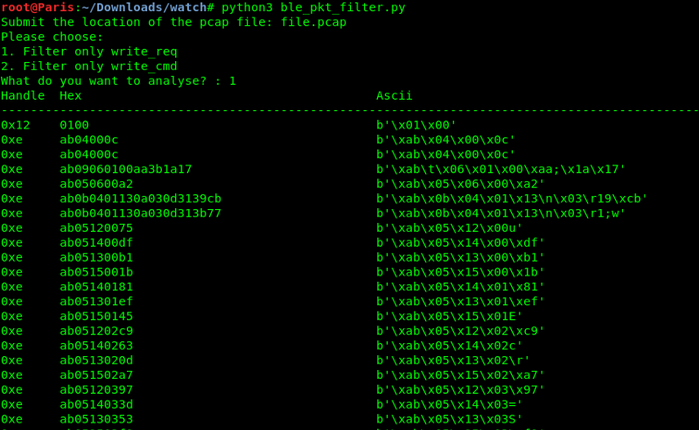 root@Paris:~/Downloads/watch# python3 ble_pkt_filter.py
Submit the location of the pcap file: file.pcap
Please choose:
1. Filter only write_req
2. Filter only write_cmd
What do you want to analyse? : 1
Handle Hex Ascii
--------------------------------------------------------------------------------------------
0x12 0100 b'\x01\x00'
0xe ab04000c b'\xab\x04\x00\x0c'
0xe ab04000c b'\xab\x04\x00\x0c'
0xe ab09060100aa3b1a17 b'\xab\t\x06\x01\x00\xaa;\x1a\x17'
0xe ab050600a2 b'\xab\x05\x06\x00\xa2'
0xe ab0b0401130a030d3139cb b'\xab\x0b\x04\x01\x13\n\x03\r19\xcb'
0xe ab0b0401130a030d313b77 b'\xab\x0b\x04\x01\x13\n\x03\r1;w'
0xe ab05120075 b'\xab\x05\x12\x00u'
0xe ab051400df b'\xab\x05\x14\x00\xdf'
0xe ab051300b1 b'\xab\x05\x13\x00\xb1'
0xe ab0515001b b'\xab\x05\x15\x00\x1b'
0xe ab05140181 b'\xab\x05\x14\x01\x81'
0xe ab051301ef b'\xab\x05\x13\x01\xef'
0xe ab05150145 b'\xab\x05\x15\x01E'
0xe ab051202c9 b'\xab\x05\x12\x02\xc9'
0xe ab05140263 b'\xab\x05\x14\x02c'
0xe ab0513020d b'\xab\x05\x13\x02\r'
0xe ab051502a7 b'\xab\x05\x15\x02\xa7'
0xe ab05120397 b'\xab\x05\x12\x03\x97'
0xe ab0514033d b'\xab\x05\x14\x03='
0xe ab05130353 b'\xab\x05\x13\x03S'